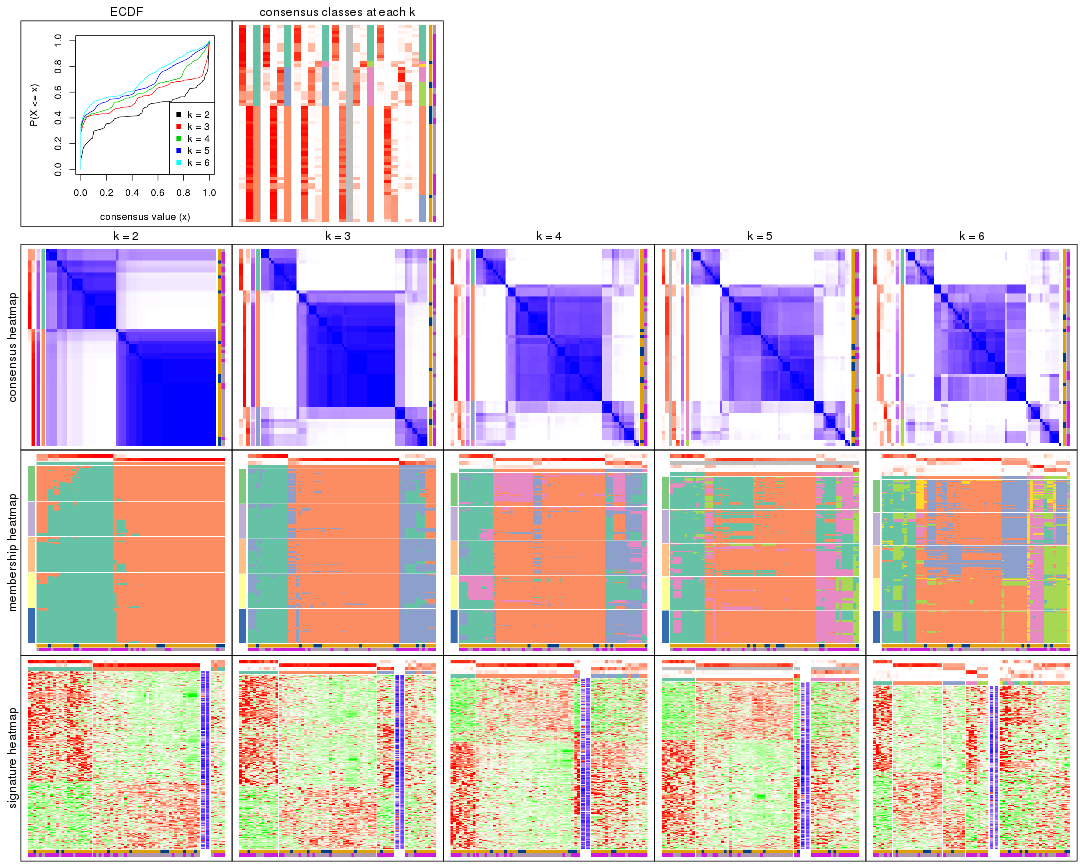 ECDF
consensus classes at each k
P(X <= x)
0.0 0.2 0.4 0.6 0.8 1.0
k = 2
k = 3
k = 4
k = 5
k = 6
0.0 0.2 0.4 0.6 0.8 1.0
consensus value (x)
k = 2
k = 3
k = 4
k = 5
k = 6
consensus heatmap
membership heatmap
signature heatmap